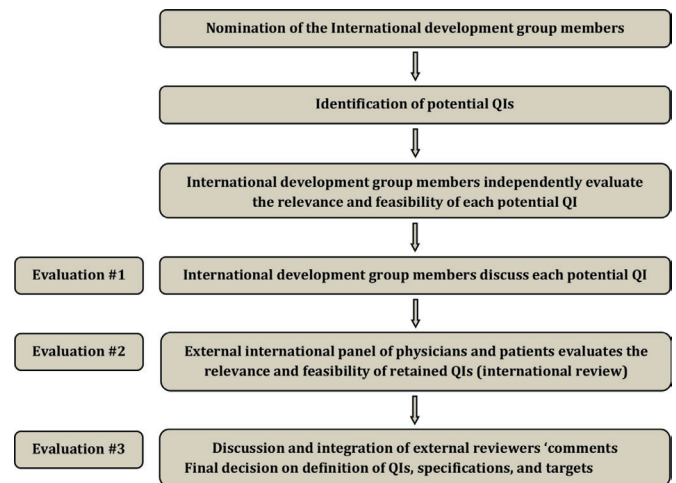 Nomination of the International development group members
Identification of potential QIs
International development group members independently evaluate
the relevance and feasibility of each potential QI
Evaluation #1
International development group members discuss each potential QI
Evaluation #2
External international panel of physicians and patients evaluates the
relevance and feasibility of retained QIs (international review)
Evaluation #3
Discussion and integration of external reviewers ‘comments
Final decision on definition of QIs, specifications, and targets